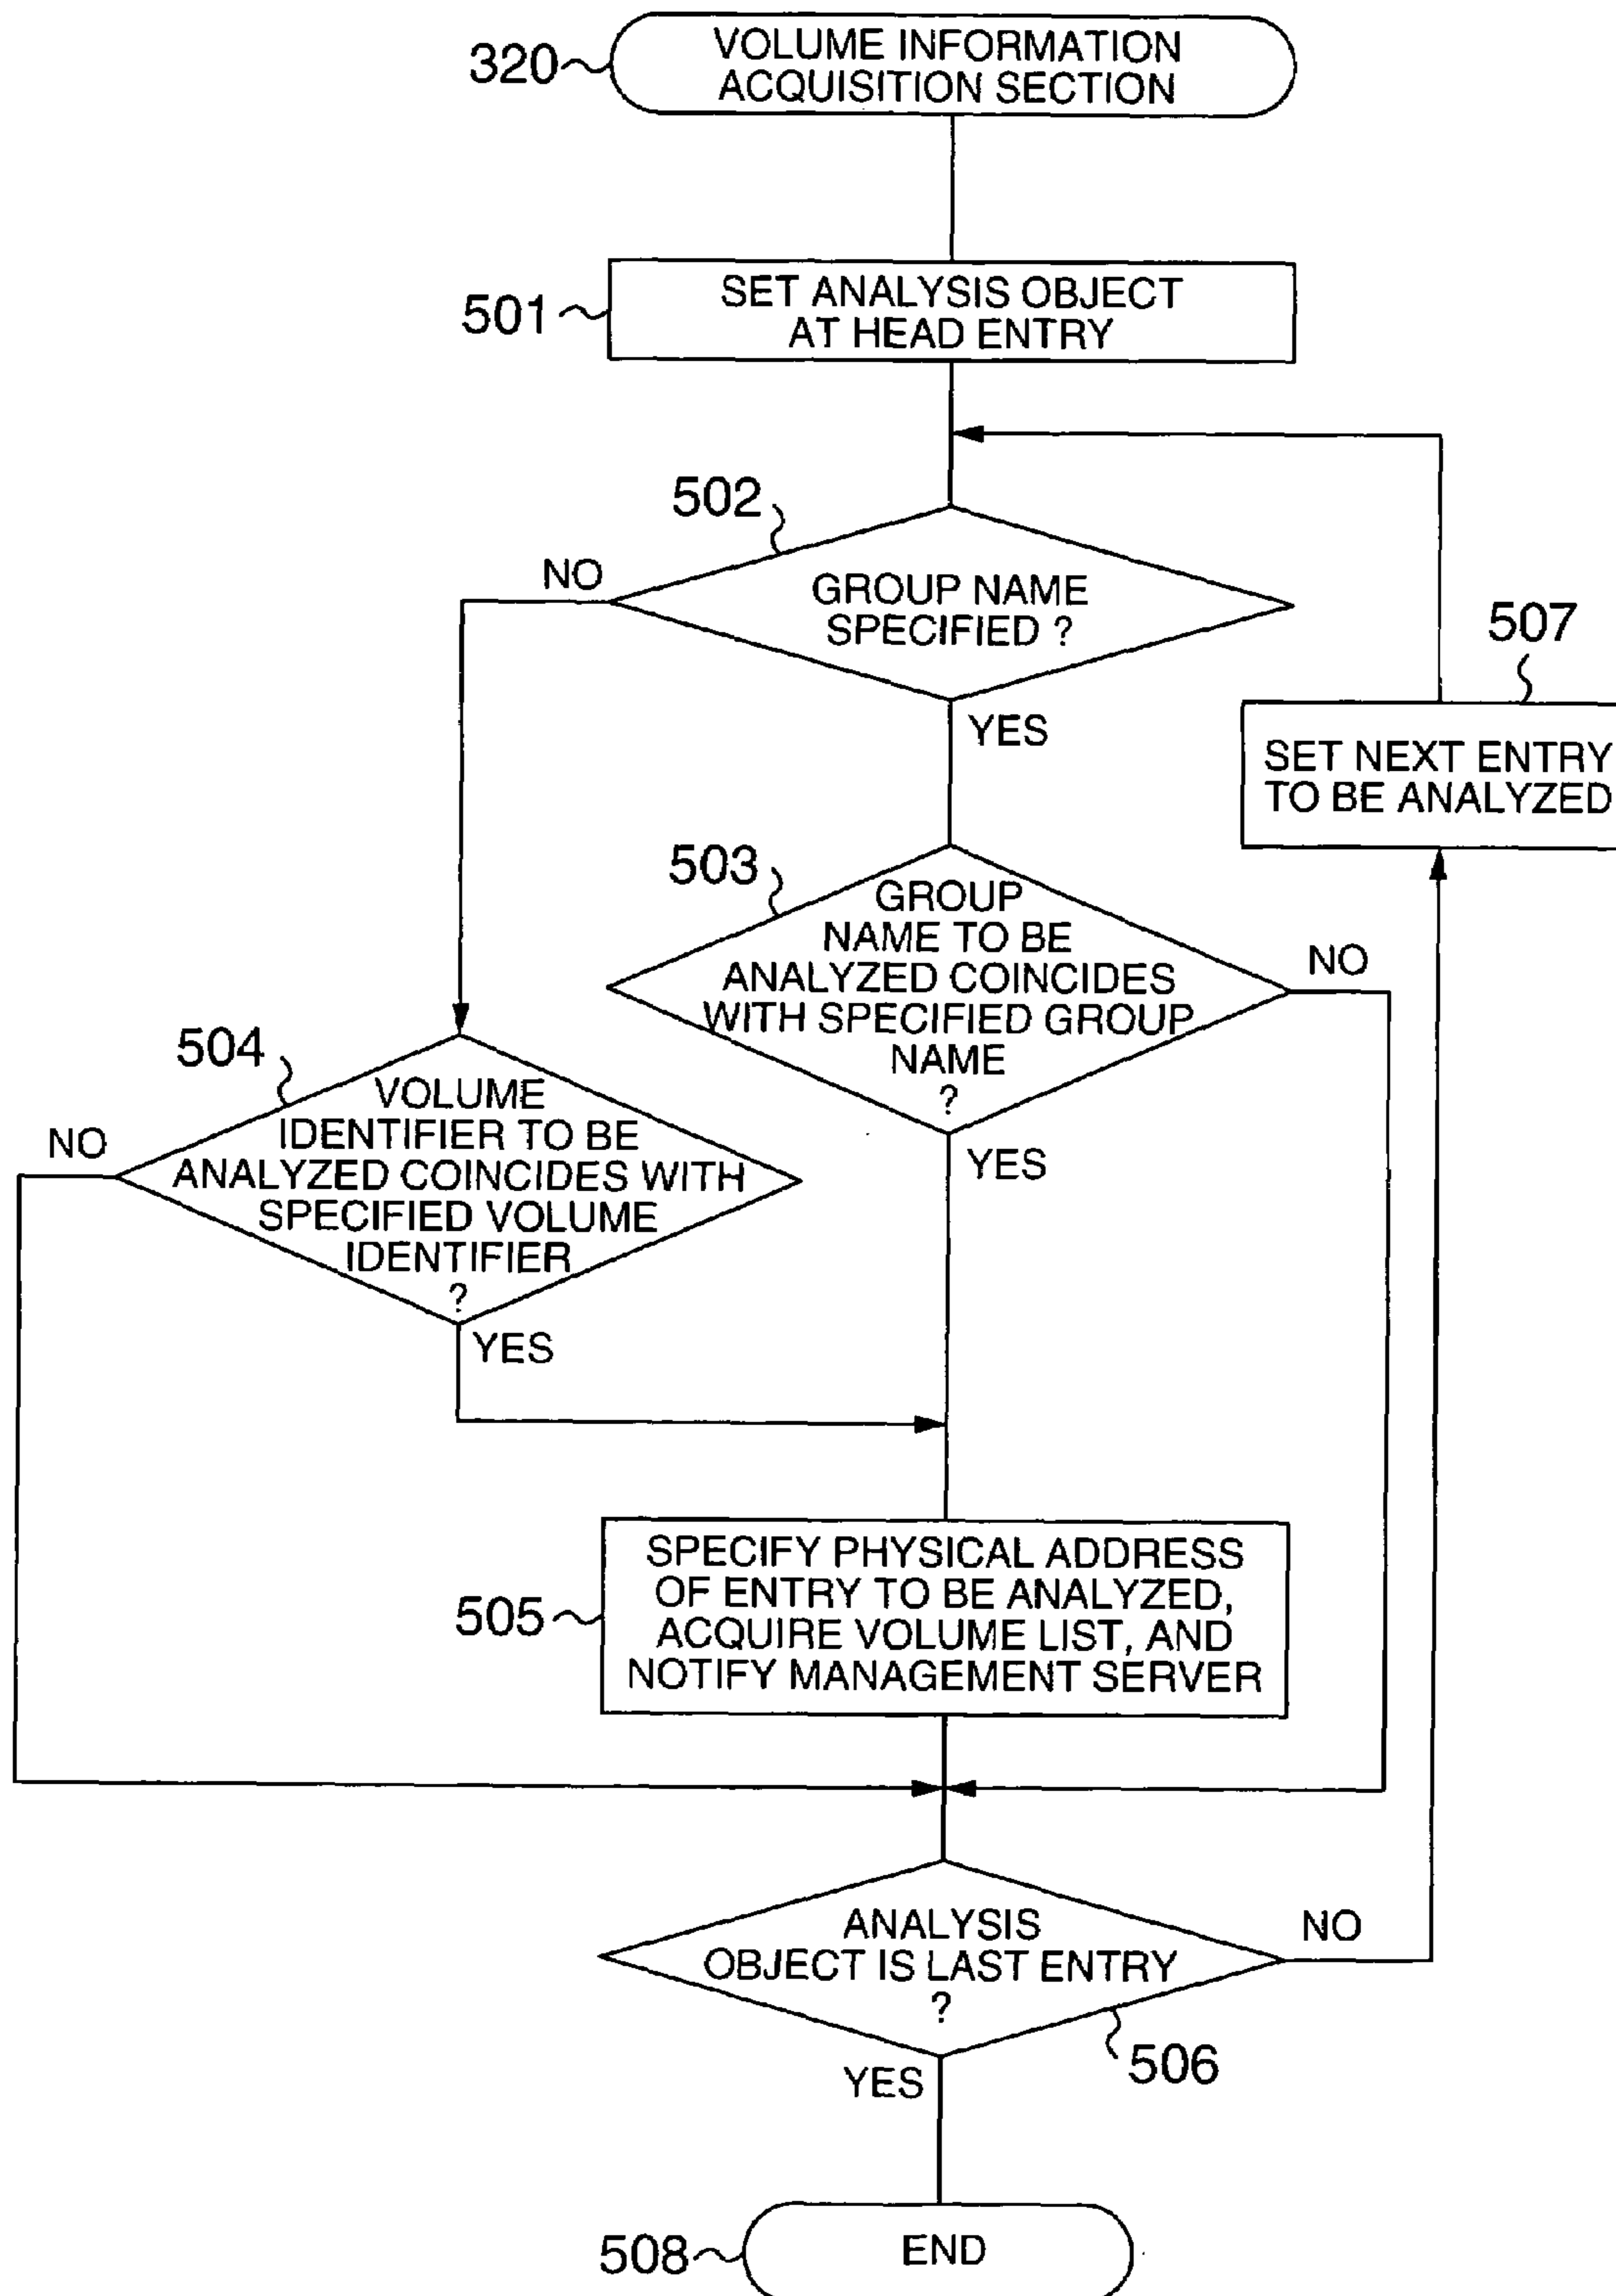 320
VOLUME INFORMATION
ACQUISITION SECTION
501
SET ANALYSIS OBJECT
AT HEAD ENTRY
502
NO
GROUP NAME
SPECIFIED ?
YES
507
SET NEXT ENTRY
TO BE ANALYZED
503
GROUP
NAME TO BE
ANALYZED COINCIDES
WITH SPECIFIED GROUP
NAME
?
NO
YES
504
NO
VOLUME
IDENTIFIER TO BE
ANALYZED COINCIDES WITH
SPECIFIED VOLUME
IDENTIFIER
?
YES
505
SPECIFY PHYSICAL ADDRESS
OF ENTRY TO BE ANALYZED,
ACQUIRE VOLUME LIST, AND
NOTIFY MANAGEMENT SERVER
ANALYSIS
OBJECT IS LAST ENTRY
?
NO
506
YES
508
END